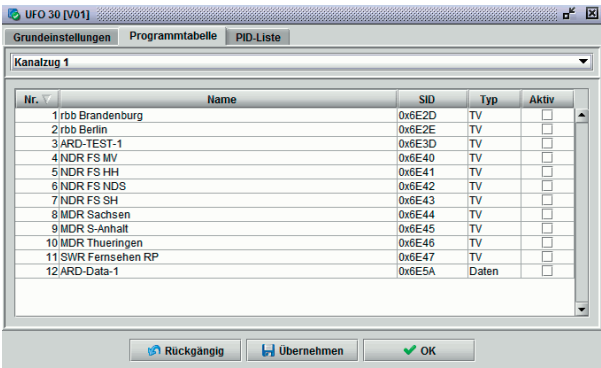 UFO 30 [V01]
Grundeinstellungen Programmtabelle PID-Liste
Kanalzug 1
Nr. Name SID Typ Aktiv
1 rbb Brandenburg 0x6E2D TV
2 rbb Berlin 0x6E2E TV
3 ARD-TEST-1 0x6E3D TV
4 NDR FS MV 0x6E40 TV
5 NDR FS HH 0x6E41 TV
6 NDR FS NDS 0x6E42 TV
7 NDR FS SH 0x6E43 TV
8 MDR Sachsen 0x6E44 TV
9 MDR S-Anhalt 0x6E45 TV
10 MDR Thueringen 0x6E46 TV
11 SWR Fernsehen RP 0x6E47 TV
12 ARD-Data-1 0x6E5A Daten
Rückgängig Übernehmen OK